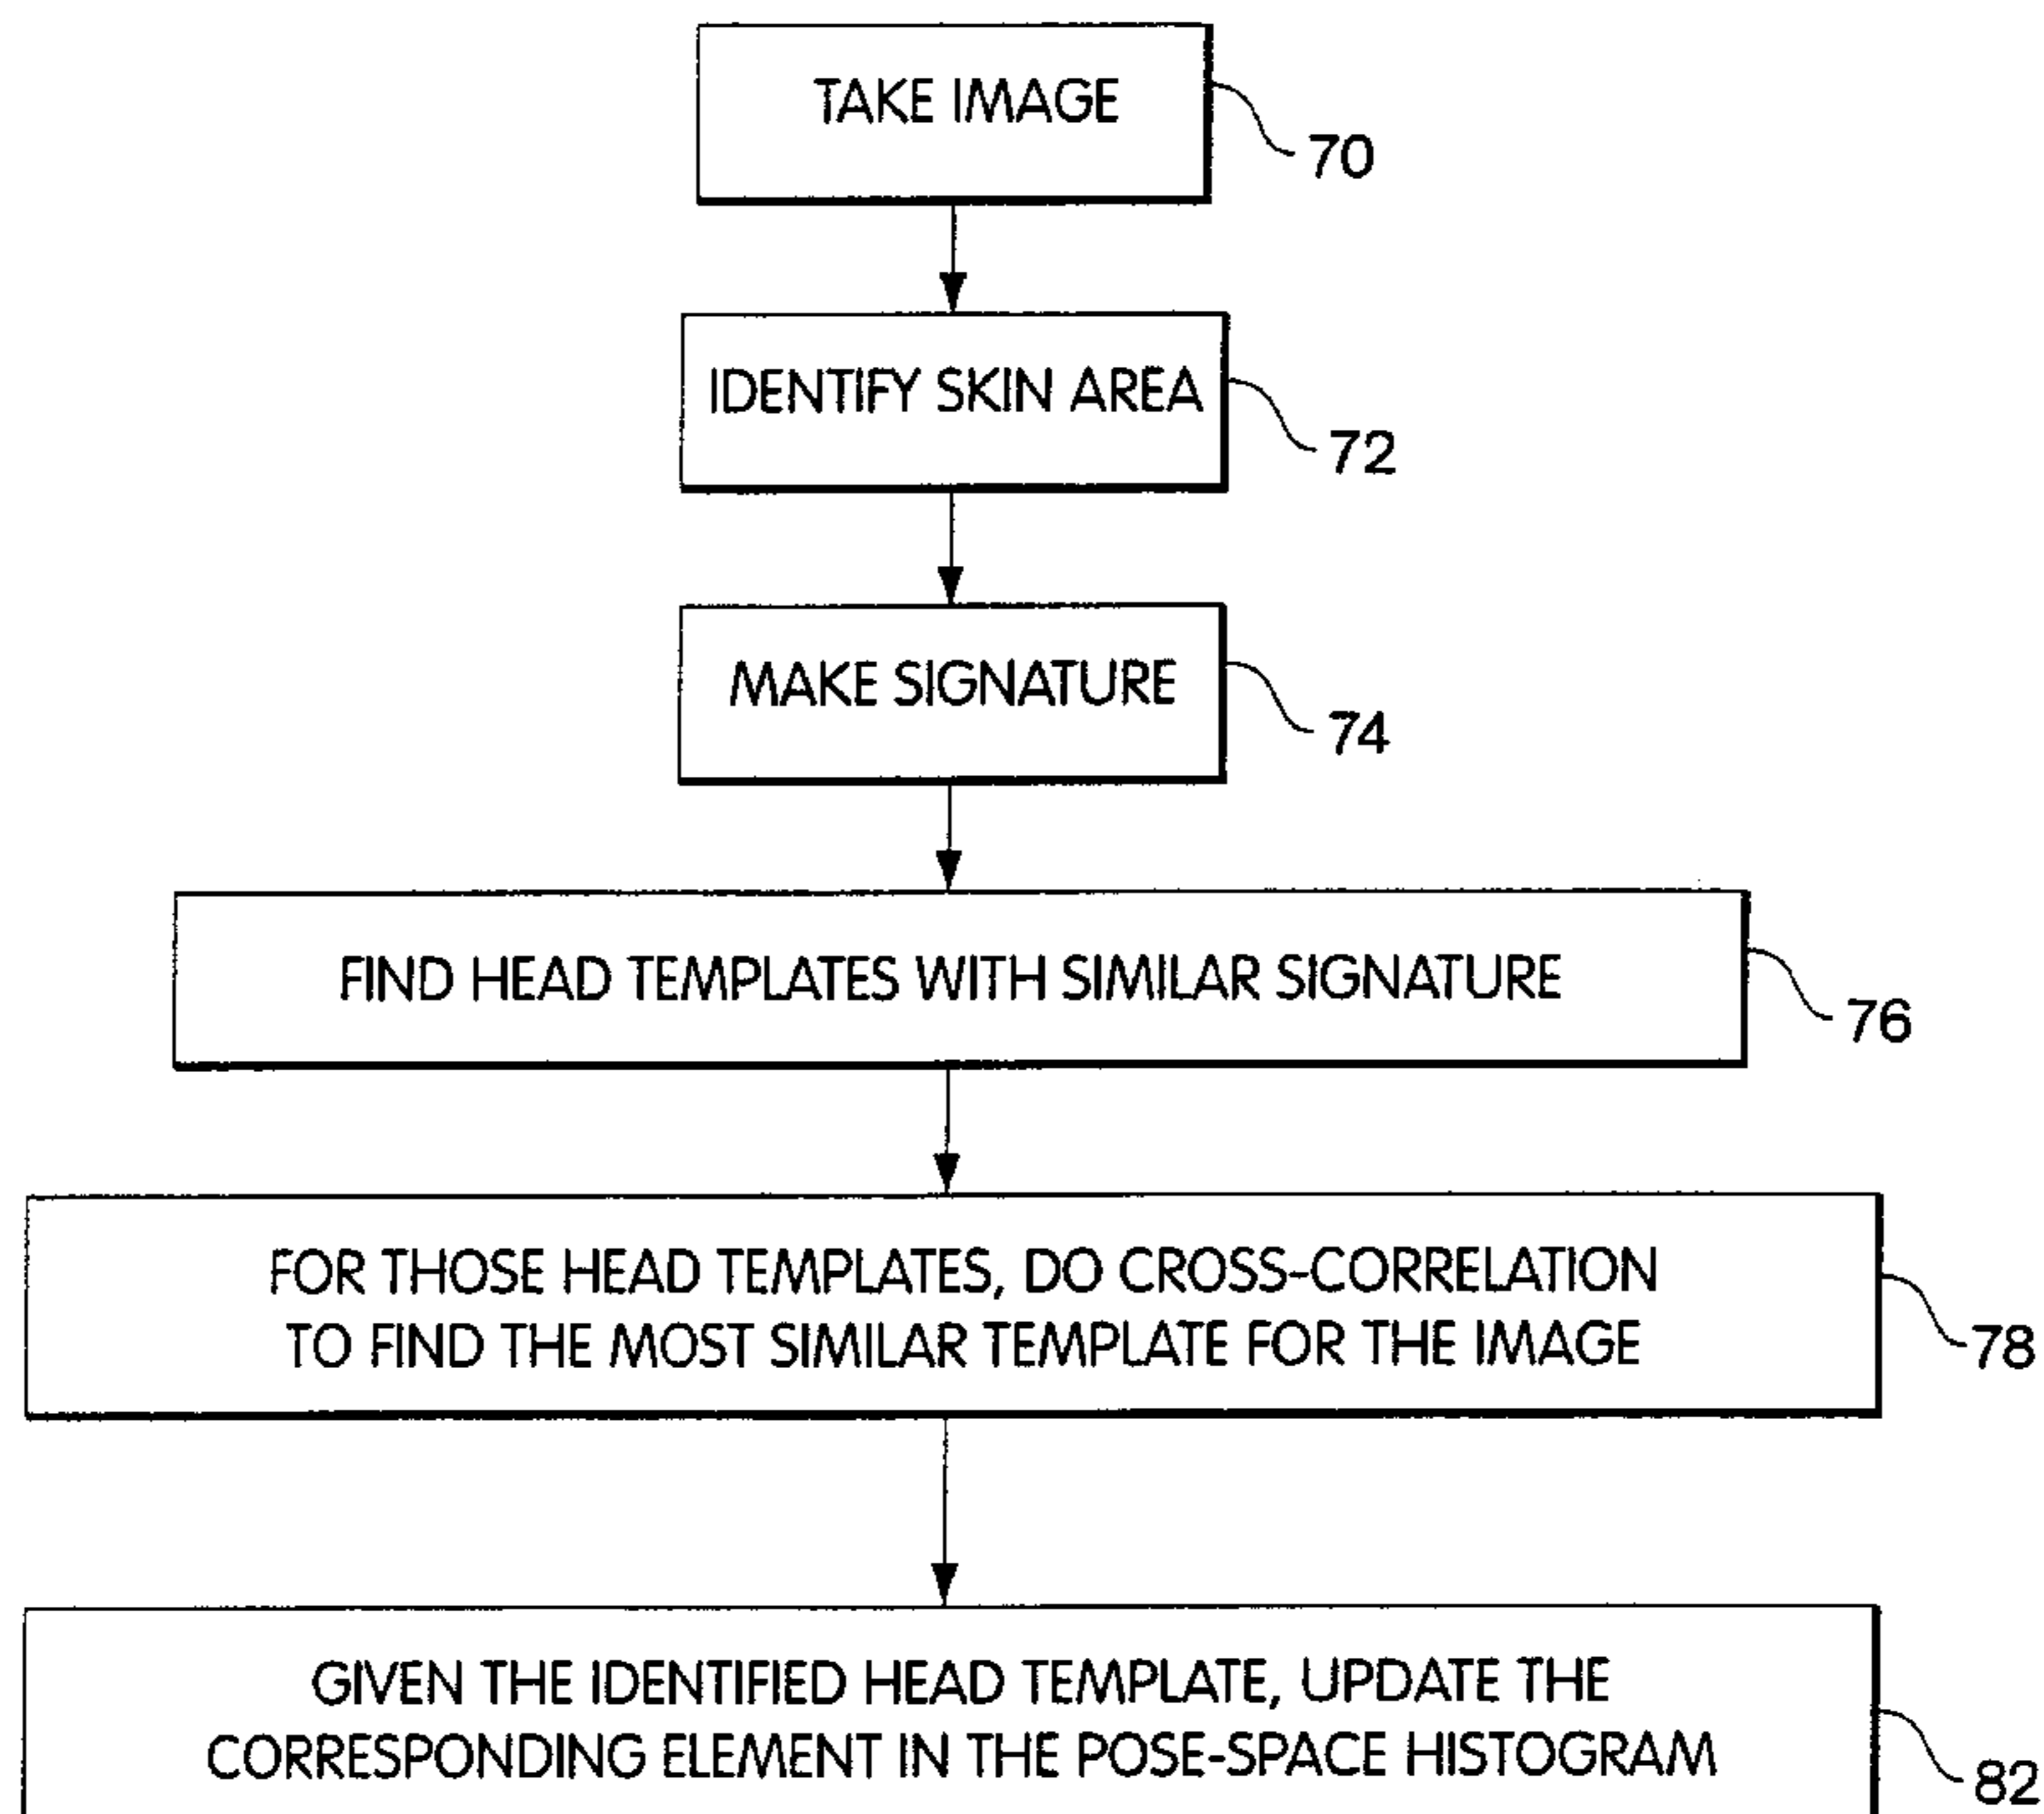 TAKE IMAGE
70
IDENTIFY SKIN AREA
72
MAKE SIGNATURE
74
FIND HEAD TEMPLATES WITH SIMILAR SIGNATURE
76
FOR THOSE HEAD TEMPLATES, DO CROSS-CORRELATION
TO FIND THE MOST SIMILAR TEMPLATE FOR THE IMAGE
78
GIVEN THE IDENTIFIED HEAD TEMPLATE, UPDATE THE
CORRESPONDING ELEMENT IN THE POSE-SPACE HISTOGRAM
82